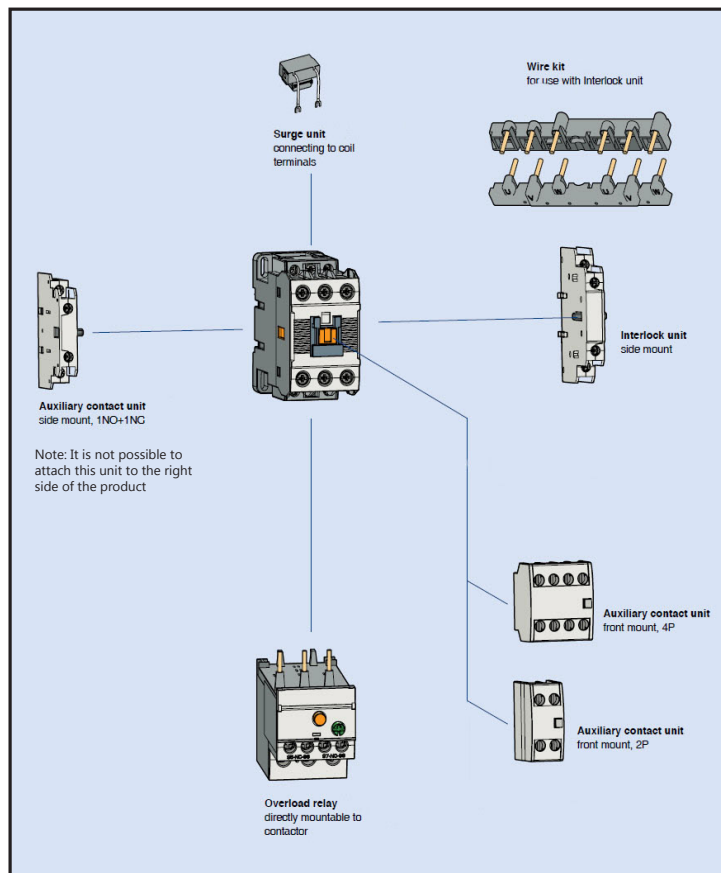 Wire kit
for use with Interlock unit
Surge unit
connecting to coil
terminals
Interlock unit
side mount
Auxiliary contact unit
side mount, 1NO+1NC
Note: It is not possible to
attach this unit to the right
side of the product
Auxiliary contact unit
front mount, 4P
Auxiliary contact unit
front mount, 2P
Overload relay
directly mountable to
contactor